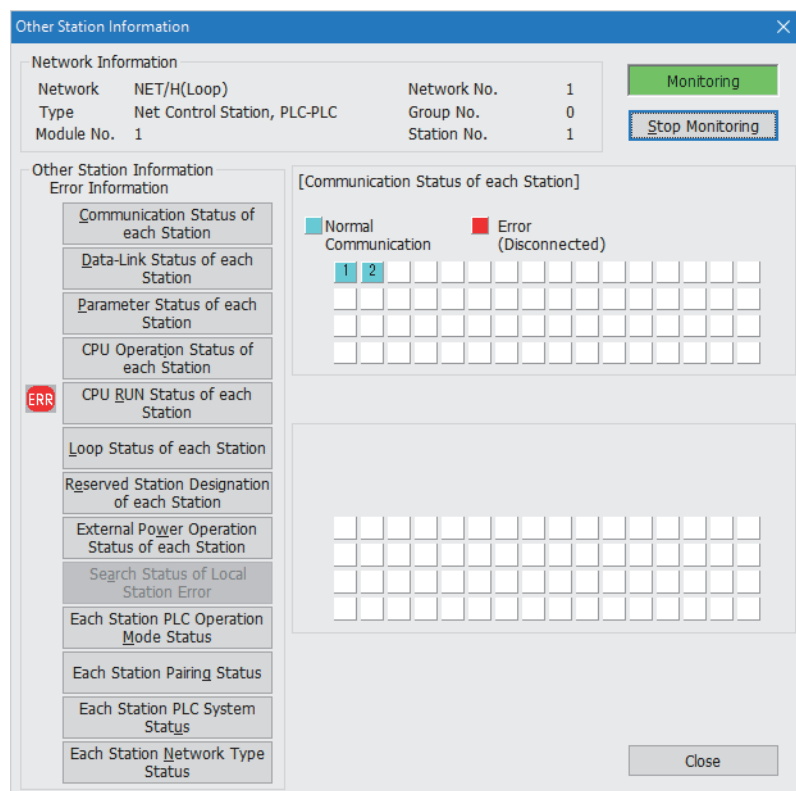 Other Station Information
Network Information
Network NET/H(Loop) Network No. 1
Type Net Control Station, PLC-PLC Group No. 0
Module No. 1 Station No. 1
Monitoring
Stop Monitoring
Other Station Information
Error Information
Communication Status of
each Station
Data-Link Status of each
Station
Parameter Status of each
Station
CPU Operation Status of
each Station
ERR
CPU RUN Status of each
Station
Loop Status of each Station
Reserved Station Designation
of each Station
External Power Operation
Status of each Station
Search Status of Local
Station Error
Each Station PLC Operation
Mode Status
Each Station Pairing Status
Each Station PLC System
Status
Each Station Network Type
Status
[Communication Status of each Station]
Normal
Communication
Error
(Disconnected)
1 2
Close